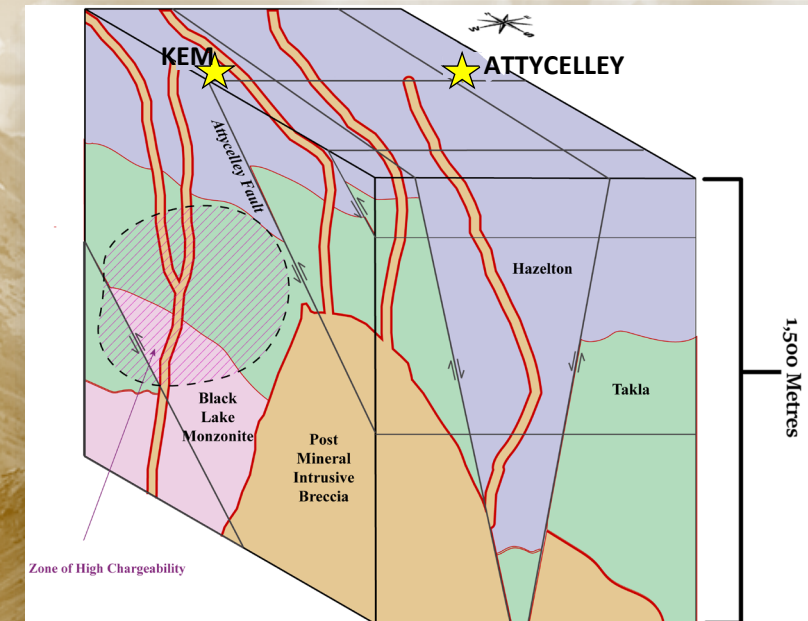 W
S
KEM
ATTYCELLEY
Attycelley Fault
Hazelton
Takla
1,500 Metres
Black
Lake
Monzonite
Post
Mineral
Intrusive
Breccia
Zone of High Chargeability